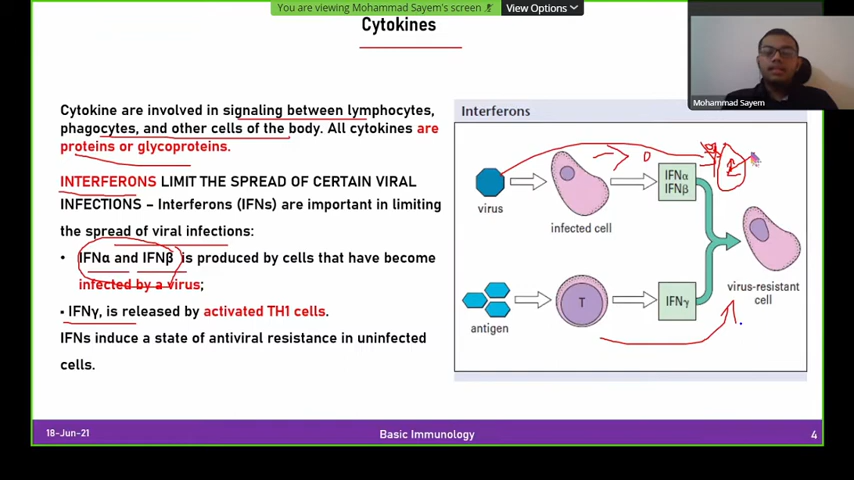 You are viewing Mohammad Sayem's screen
View Options
Cytokines
Mohammad Sayem
Cytokine are involved in signaling between lymphocytes,
phagocytes, and other cells of the body. All cytokines are
proteins or glycoproteins.
INTERFERONS LIMIT THE SPREAD OF CERTAIN VIRAL
INFECTIONS – Interferons (IFNs) are important in limiting
the spread of viral infections:
• IFNα and IFNβ is produced by cells that have become
infected by a virus;
▪ IFNγ, is released by activated TH1 cells.
IFNs induce a state of antiviral resistance in uninfected
cells.
Interferons
virus
infected cell
IFNα
IFNβ
virus-resistant
cell
antigen
T
IFNγ
18-Jun-21
Basic Immunology
4